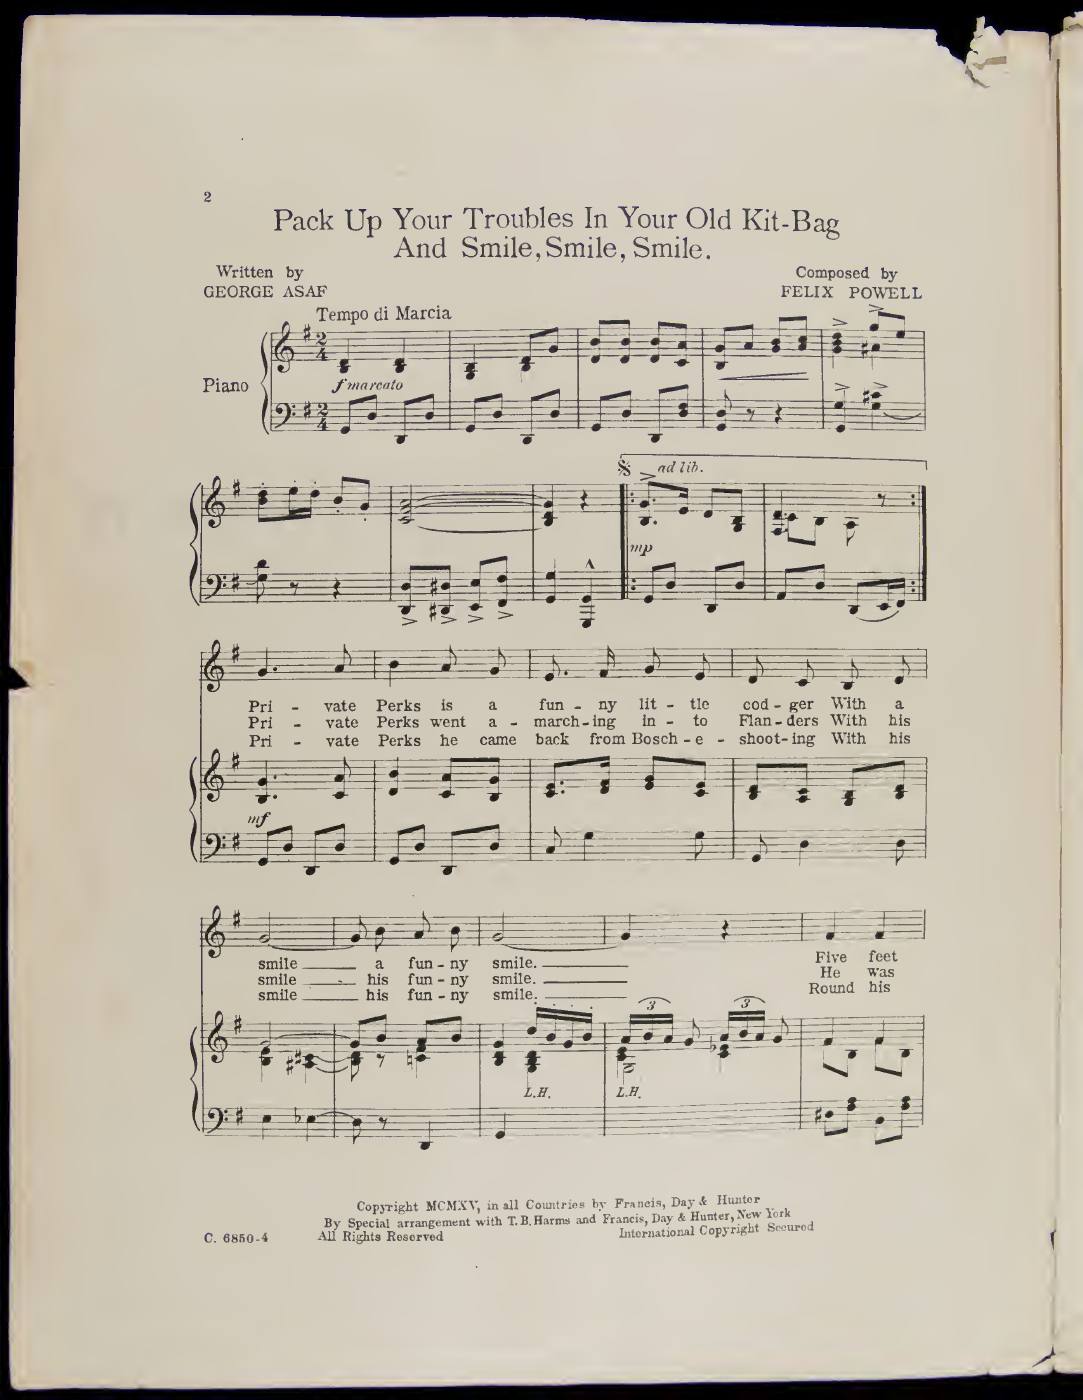 2
Pack Up Your Troubles In Your Old Kit-Bag
And Smile, Smile, Smile.
Written by
GEORGE ASAF
Composed by
FELIX POWELL
Tempo di Marcia
Piano
f marcato
ad lib.
mp
Pri - vate Perks is a fun - ny lit - tle cod - ger With a
Pri - vate Perks went a - march - ing in - to Flan - ders With his
Pri - vate Perks he came back from Bosch - e - shoot - ing With his
mf
smile a fun - ny smile. Five feet
smile his fun - ny smile. He was
smile his fun - ny smile. Round his
3 3
L.H. L.H.
Copyright MCMXV, in all Countries by Francis, Day & Hunter
By Special arrangement with T.B. Harms and Francis, Day & Hunter, New York
C. 6850-4 All Rights Reserved International Copyright Secured